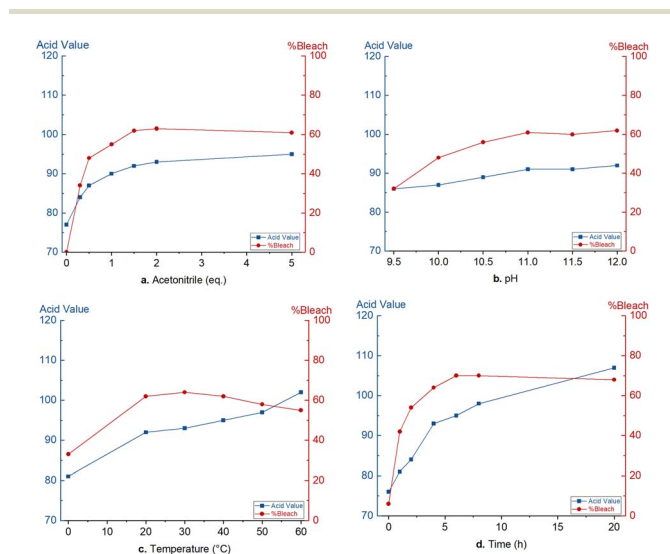 Acid Value %Bleach
120 100
110 80
100 60
90 40
80 20
70 0
0 1 2 3 4 5
Acid Value
%Bleach
a. Acetonitrile (eq.)
Acid Value %Bleach
120 100
110 80
100 60
90 40
80 20
70 0
9.5 10.0 10.5 11.0 11.5 12.0
Acid Value
%Bleach
b. pH
Acid Value %Bleach
120 100
110 80
100 60
90 40
80 20
70 0
0 10 20 30 40 50 60
Acid Value
%Bleach
c. Temperature (°C)
Acid Value %Bleach
120 100
110 80
100 60
90 40
80 20
70 0
0 5 10 15 20
Acid Value
%Bleach
d. Time (h)